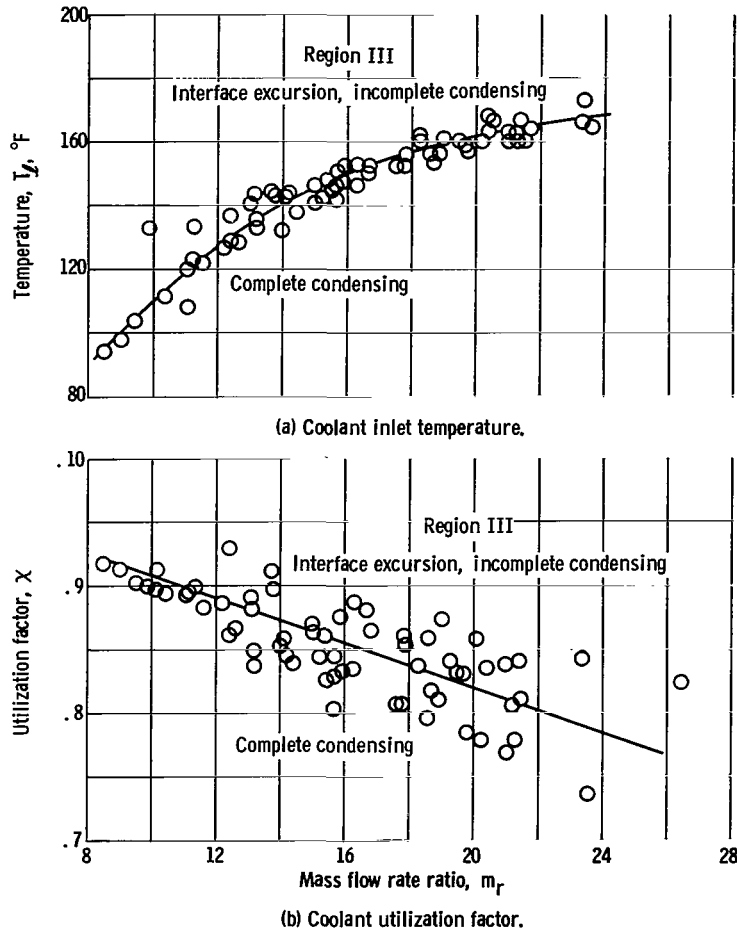 200
160
120
80
Temperature, T_l, °F
Region III
Interface excursion, incomplete condensing
Complete condensing
(a) Coolant inlet temperature.
.10
.9
.8
.7
Utilization factor, χ
Region III
Interface excursion, incomplete condensing
Complete condensing
8 12 16 20 24 28
Mass flow rate ratio, m_r
(b) Coolant utilization factor.